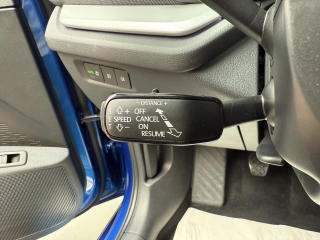 - DISTANCE +
+ OFF
SPEED CANCEL
- ON
RESUME